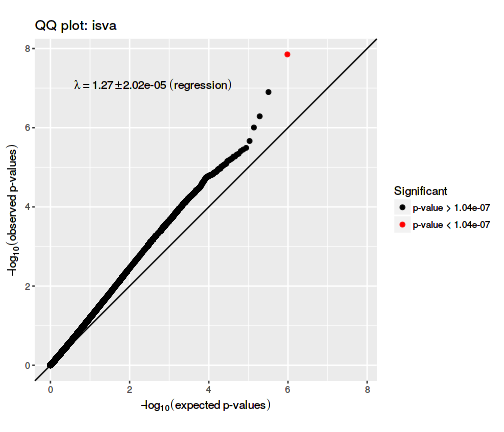 QQ plot: isva
λ = 1.27±2.02e-05 (regression)
8
6
4
2
0
−log10(observed p-values)
0 2 4 6 8
−log10(expected p-values)
Significant
p-value > 1.04e-07
p-value < 1.04e-07